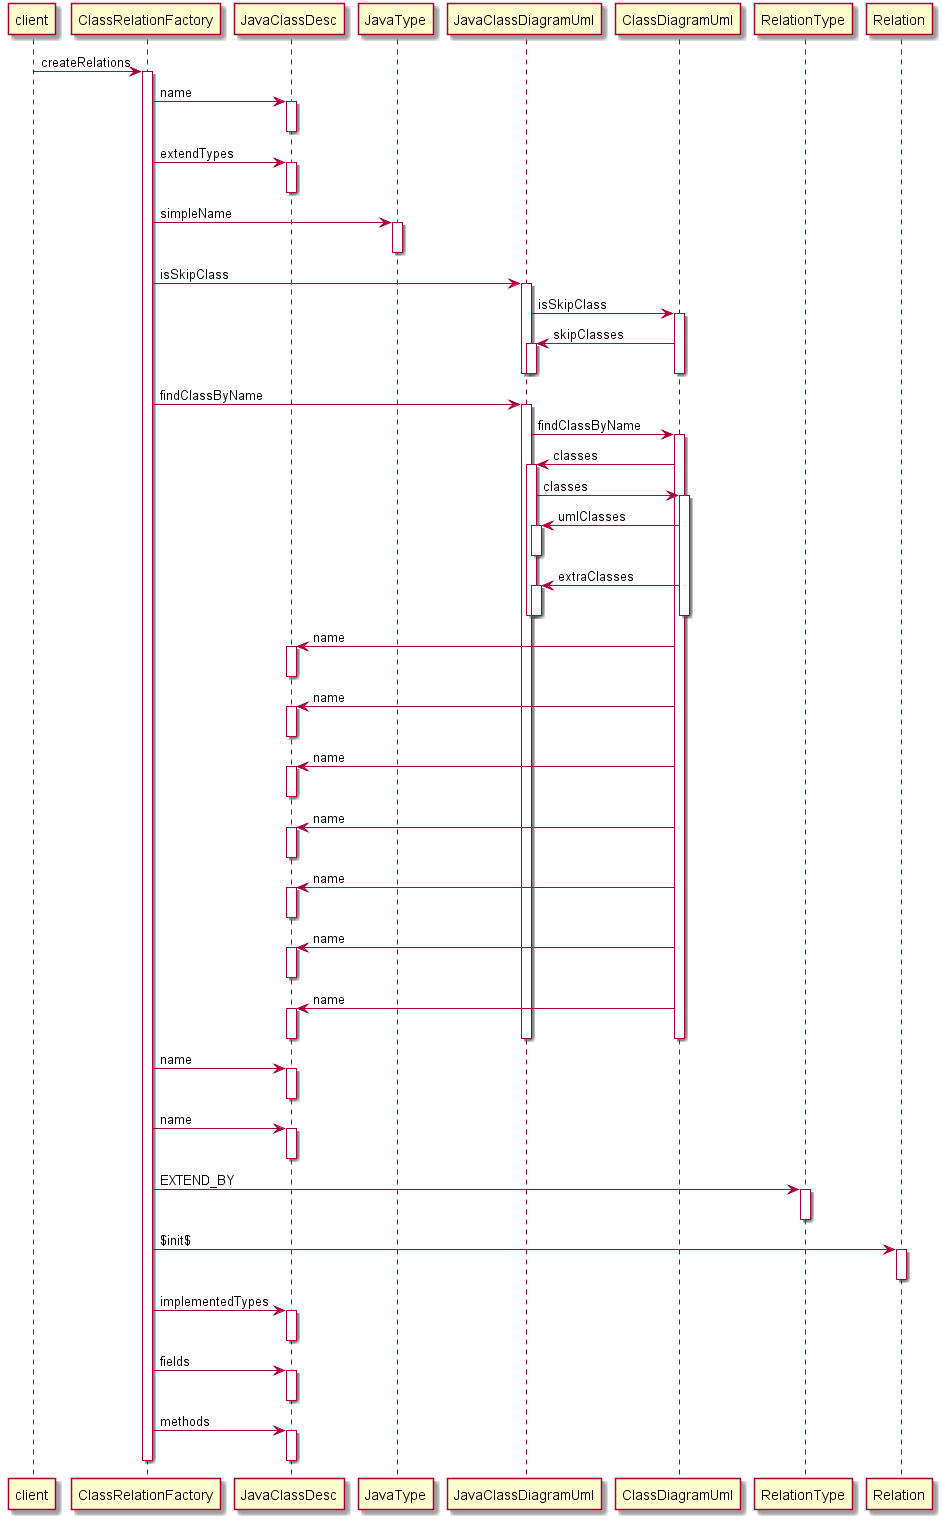 client ClassRelationFactory JavaClassDesc JavaType JavaClassDiagramUml ClassDiagramUml RelationType Relation
createRelations
name
extendTypes
simpleName
isSkipClass
isSkipClass
skipClasses
findClassByName
findClassByName
classes
classes
umlClasses
extraClasses
name
name
name
name
name
name
name
name
name
EXTEND_BY
$init$
implementedTypes
fields
methods
client ClassRelationFactory JavaClassDesc JavaType JavaClassDiagramUml ClassDiagramUml RelationType Relation